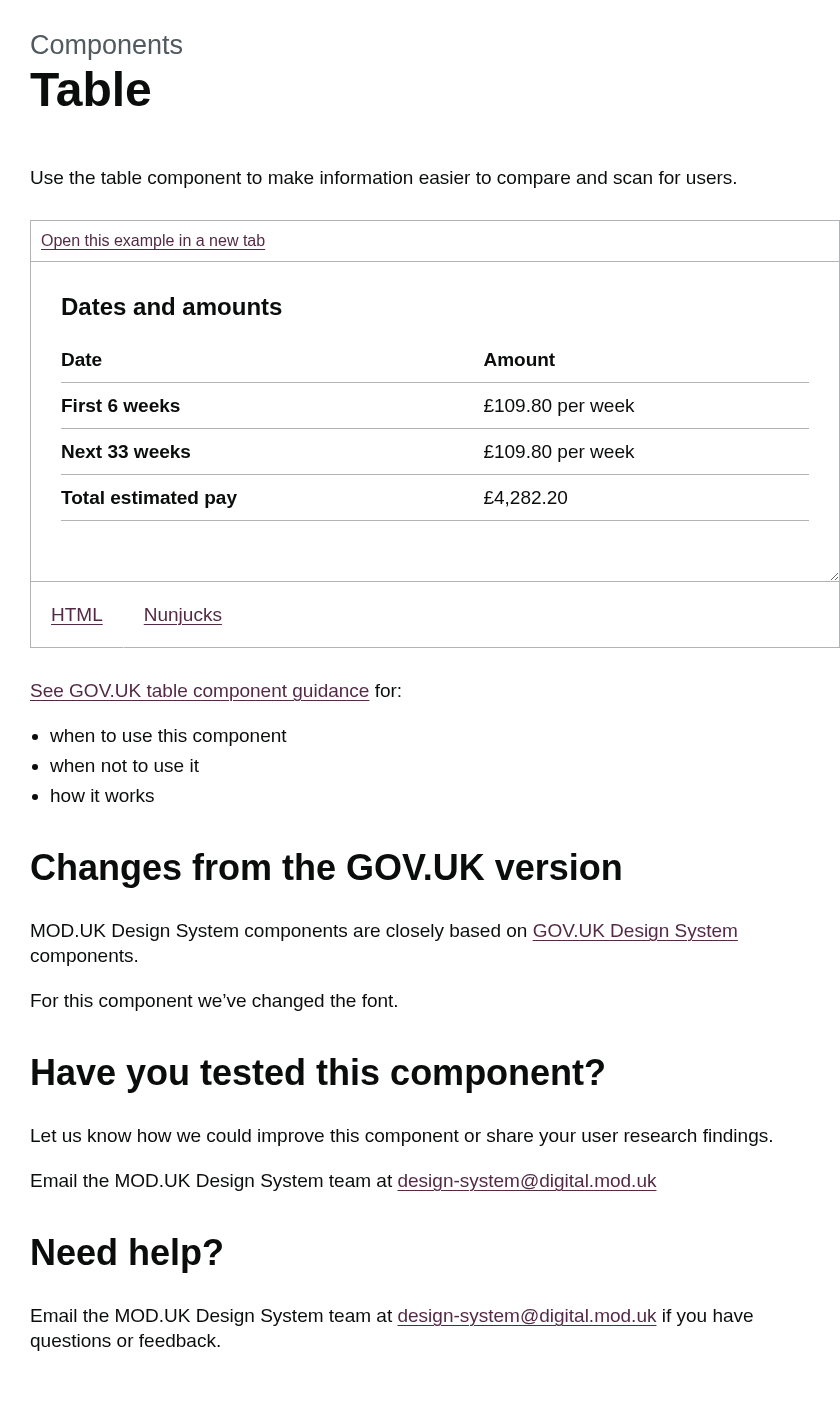 Components
Table
Use the table component to make information easier to compare and scan for users.
Open this example in a new tab
Dates and amounts
Date Amount
First 6 weeks £109.80 per week
Next 33 weeks £109.80 per week
Total estimated pay £4,282.20
HTML Nunjucks
See GOV.UK table component guidance for:
• when to use this component
• when not to use it
• how it works
Changes from the GOV.UK version
MOD.UK Design System components are closely based on GOV.UK Design System
components.
For this component we’ve changed the font.
Have you tested this component?
Let us know how we could improve this component or share your user research findings.
Email the MOD.UK Design System team at design-system@digital.mod.uk
Need help?
Email the MOD.UK Design System team at design-system@digital.mod.uk if you have
questions or feedback.